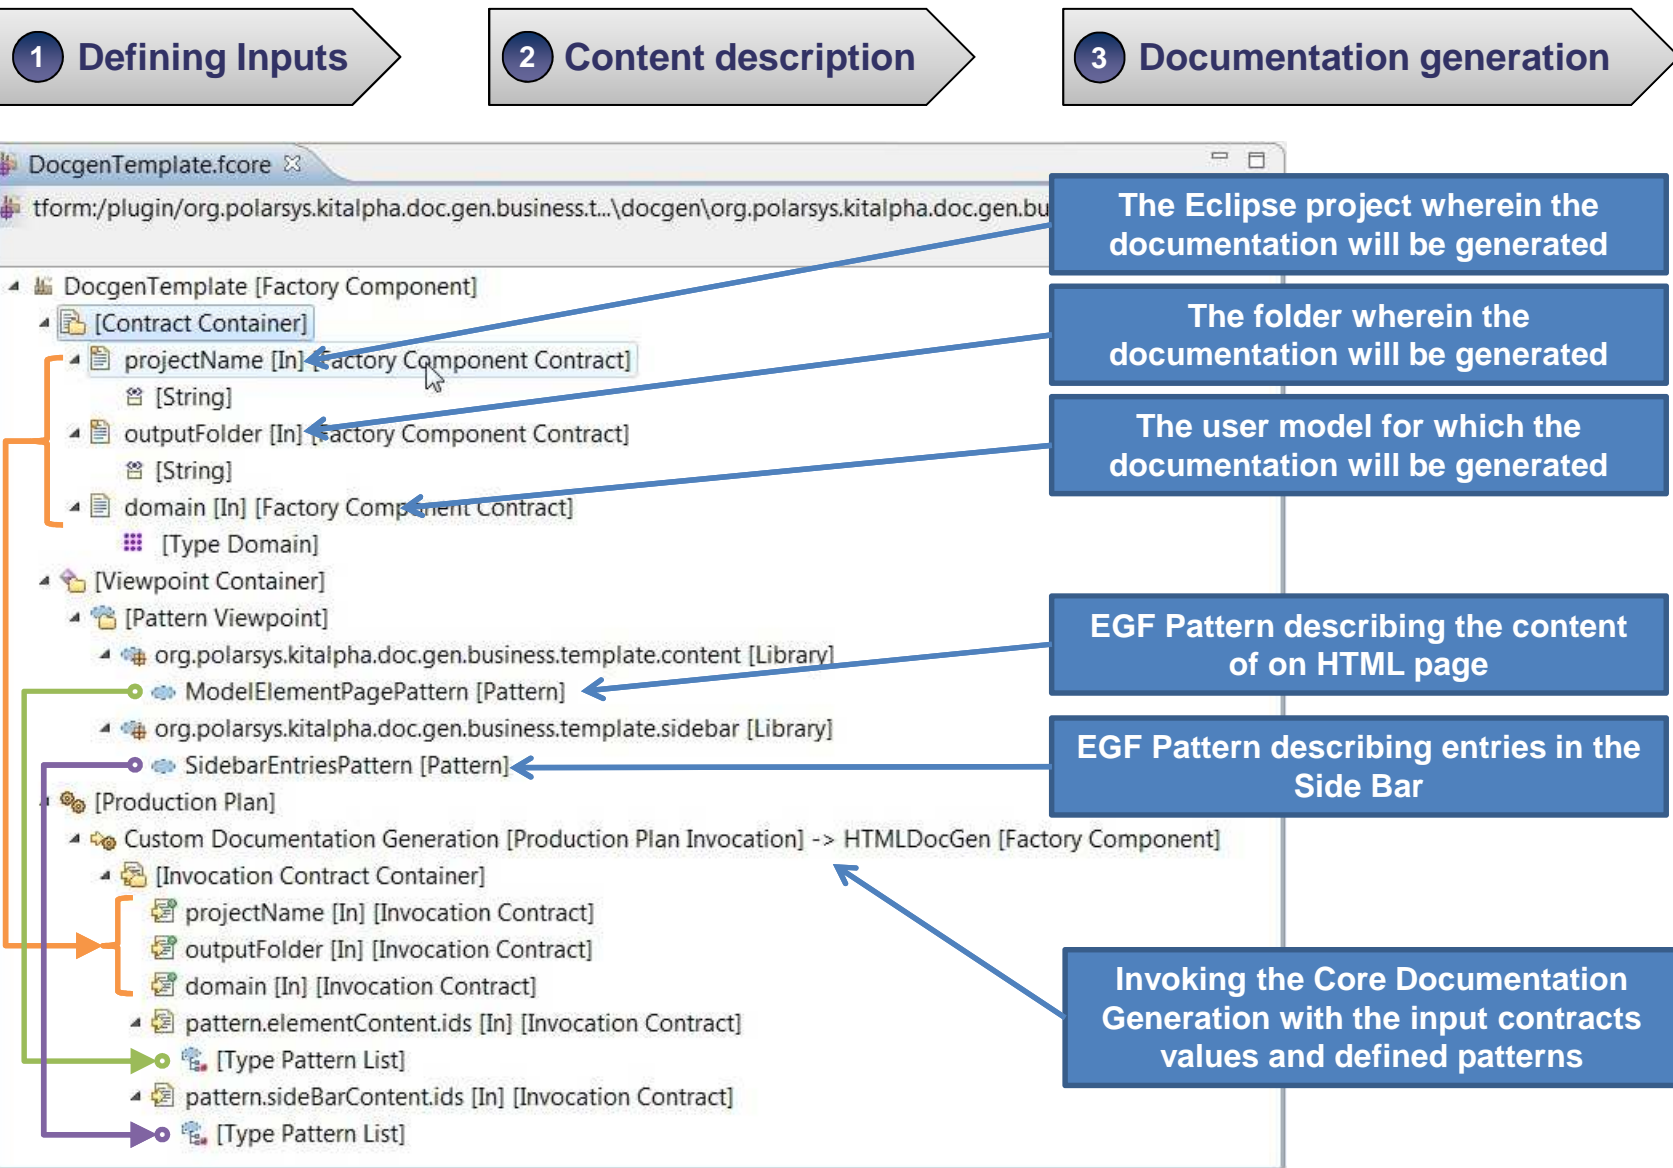 1 Defining Inputs
2 Content description
3 Documentation generation
DocgenTemplate.fcore
tform:/plugin/org.polarsys.kitalpha.doc.gen.business.t...\docgen\org.polarsys.kitalpha.doc.gen.bu
The Eclipse project wherein the
documentation will be generated
DocgenTemplate [Factory Component]
[Contract Container]
The folder wherein the
documentation will be generated
projectName [In] [Factory Component Contract]
[String]
outputFolder [In] [Factory Component Contract]
The user model for which the
documentation will be generated
[String]
domain [In] [Factory Component Contract]
[Type Domain]
[Viewpoint Container]
[Pattern Viewpoint]
EGF Pattern describing the content
of on HTML page
org.polarsys.kitalpha.doc.gen.business.template.content [Library]
ModelElementPagePattern [Pattern]
org.polarsys.kitalpha.doc.gen.business.template.sidebar [Library]
EGF Pattern describing entries in the
Side Bar
SidebarEntriesPattern [Pattern]
[Production Plan]
Custom Documentation Generation [Production Plan Invocation] -> HTMLDocGen [Factory Component]
[Invocation Contract Container]
projectName [In] [Invocation Contract]
outputFolder [In] [Invocation Contract]
domain [In] [Invocation Contract]
Invoking the Core Documentation
Generation with the input contracts
values and defined patterns
pattern.elementContent.ids [In] [Invocation Contract]
[Type Pattern List]
pattern.sideBarContent.ids [In] [Invocation Contract]
[Type Pattern List]